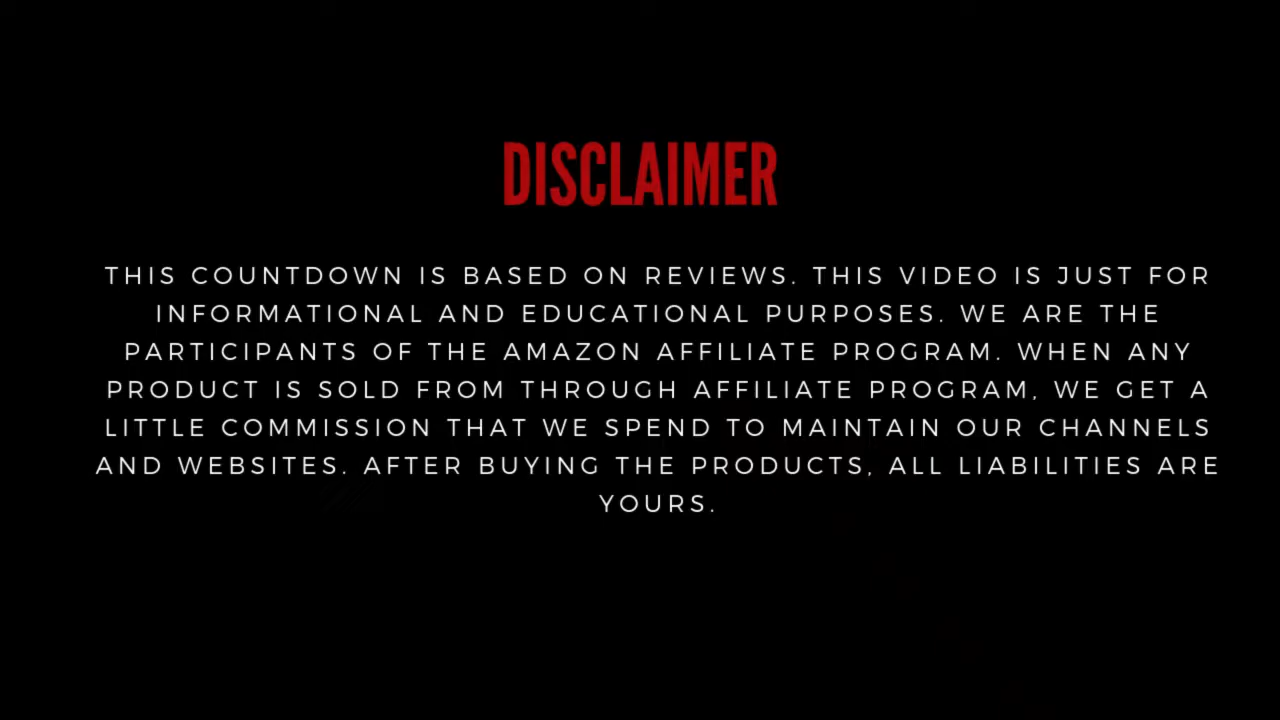 DISCLAIMER
THIS COUNTDOWN IS BASED ON REVIEWS. THIS VIDEO IS JUST FOR
INFORMATIONAL AND EDUCATIONAL PURPOSES. WE ARE THE
PARTICIPANTS OF THE AMAZON AFFILIATE PROGRAM. WHEN ANY
PRODUCT IS SOLD FROM THROUGH AFFILIATE PROGRAM, WE GET A
LITTLE COMMISSION THAT WE SPEND TO MAINTAIN OUR CHANNELS
AND WEBSITES. AFTER BUYING THE PRODUCTS, ALL LIABILITIES ARE
YOURS.